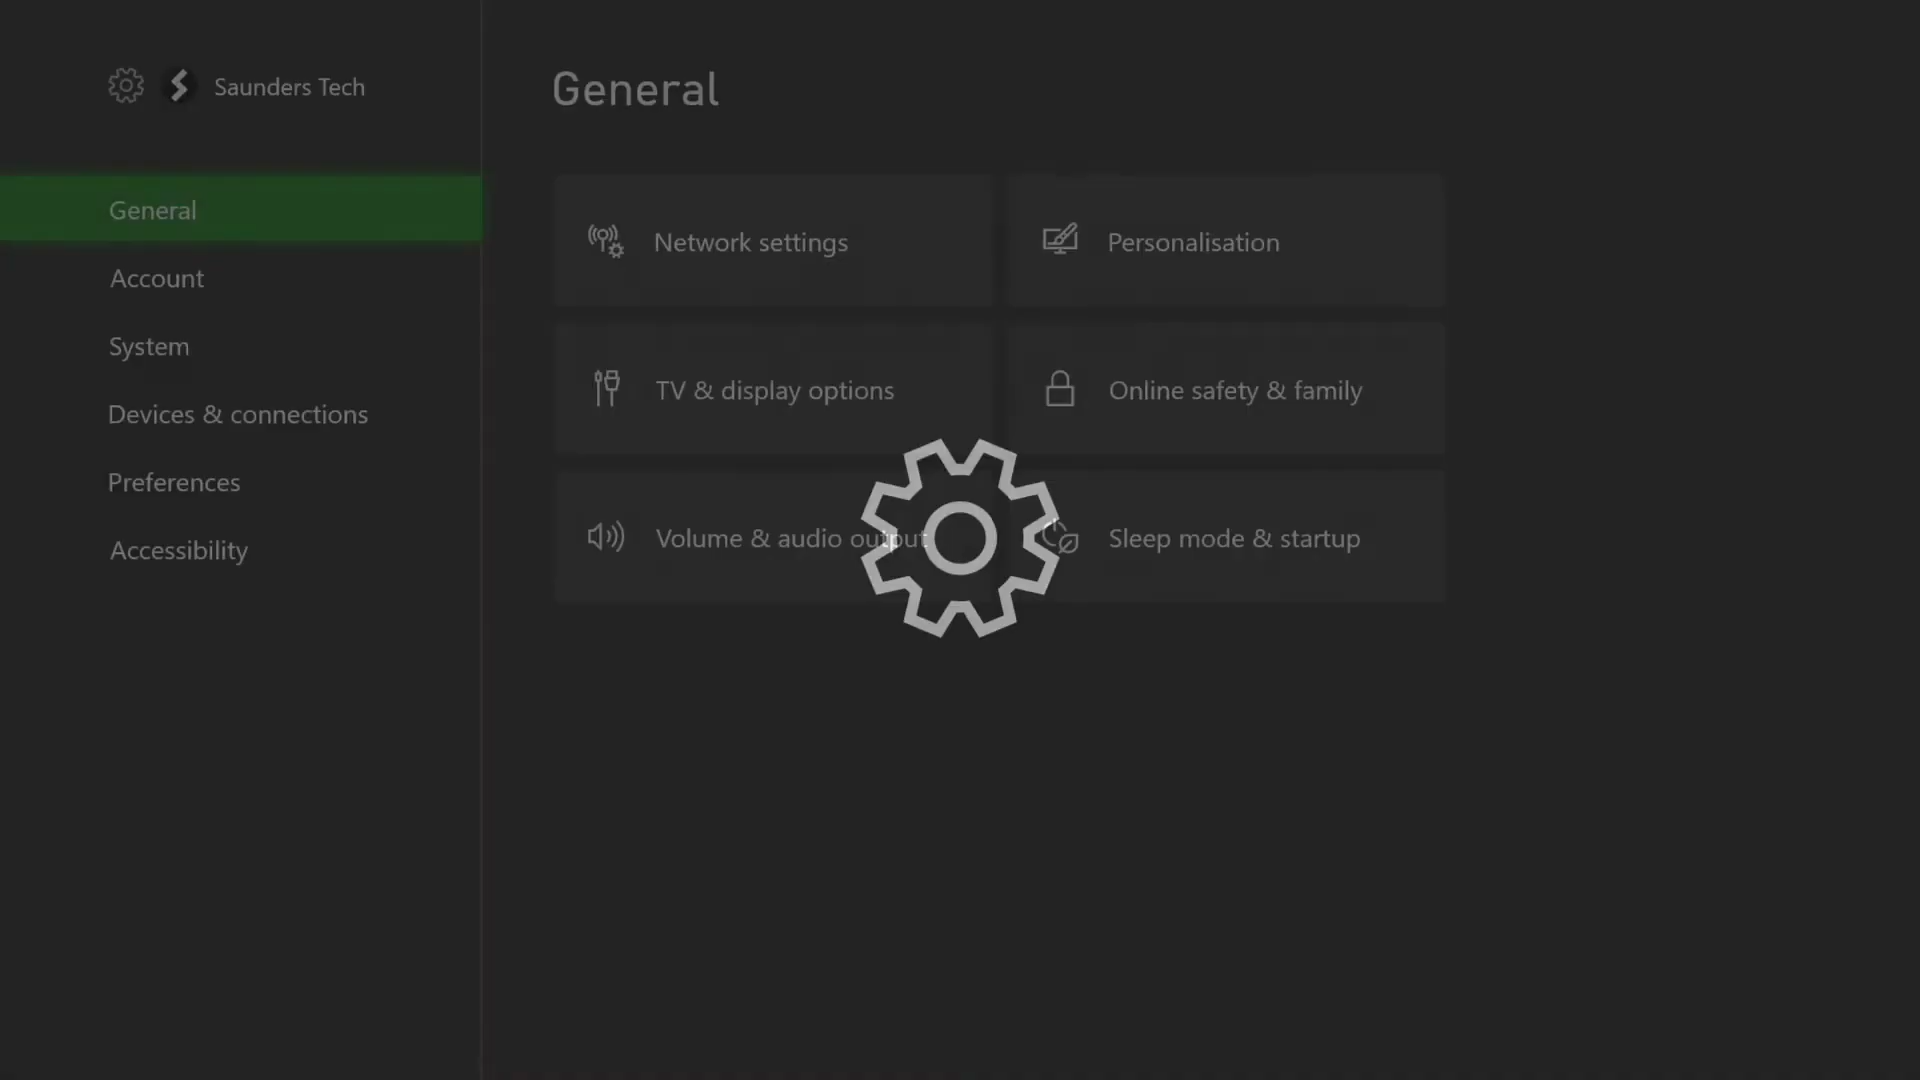 Saunders Tech
General
Account
System
Devices & connections
Preferences
Accessibility
General
Network settings
Personalisation
TV & display options
Online safety & family
Volume & audio output
Sleep mode & startup